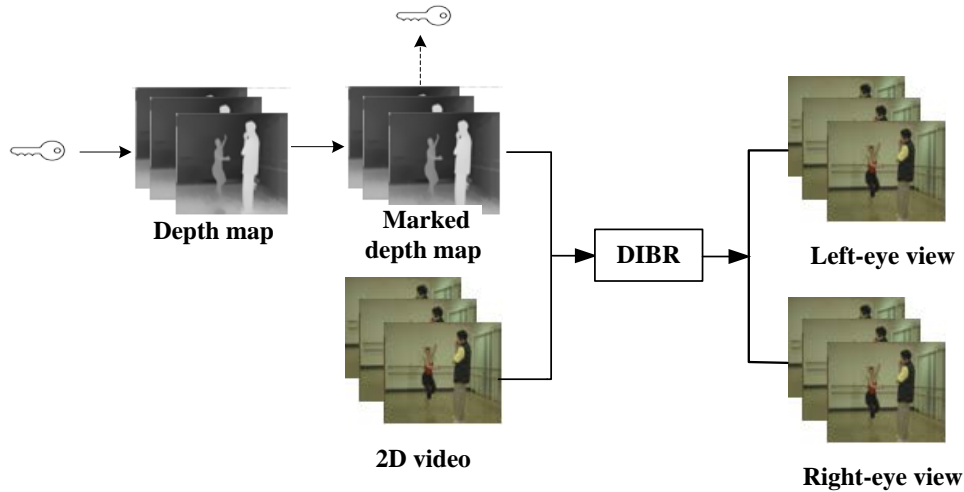 Depth map
Marked
depth map
DIBR
Left-eye view
2D video
Right-eye view